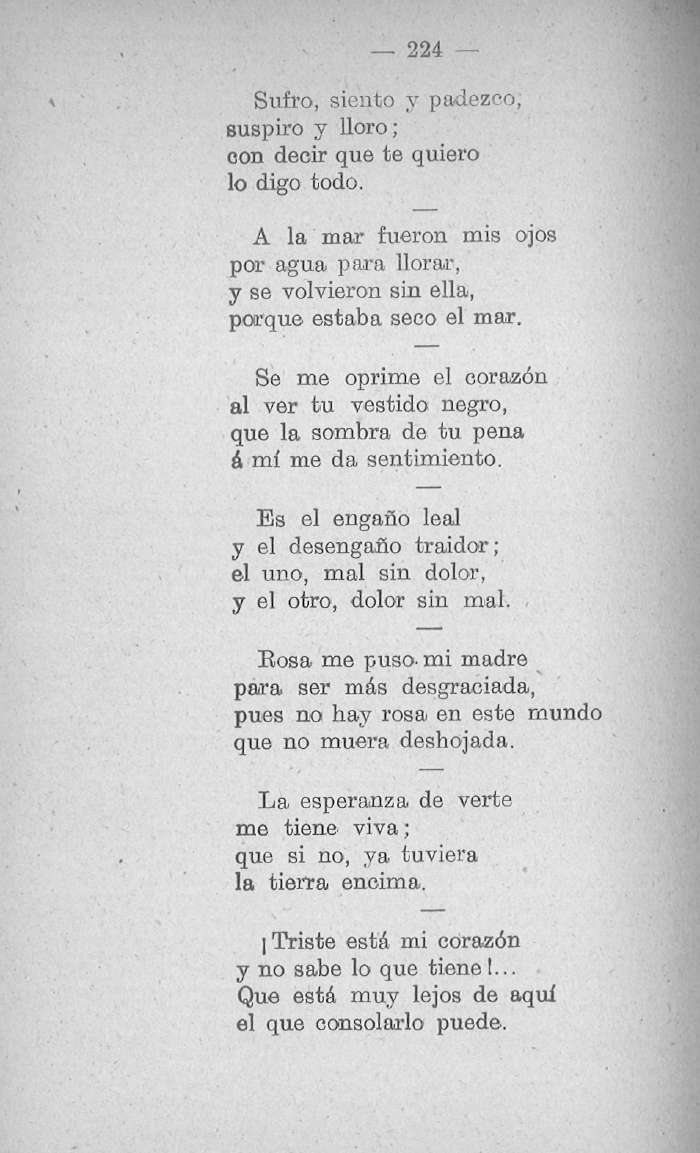 — 224 —
Sufro, siento y padezco,
suspiro y lloro;
con decir que te quiero
lo digo todo.
—
A la mar fueron mis ojos
por agua para llorar,
y se volvieron sin ella,
porque estaba seco el mar.
—
Se me oprime el corazón
al ver tu vestido negro,
que la sombra de tu pena
á mí me da sentimiento.
—
Es el engaño leal
y el desengaño traidor;
el uno, mal sin dolor,
y el otro, dolor sin mal.
—
Rosa me puso mi madre
para ser más desgraciada,
pues no hay rosa en este mundo
que no muera deshojada.
—
La esperanza de verte
me tiene viva;
que si no, ya tuviera
la tierra encima.
—
¡Triste está mi corazón
y no sabe lo que tiene!...
Que está muy lejos de aquí
el que consolarlo puede.